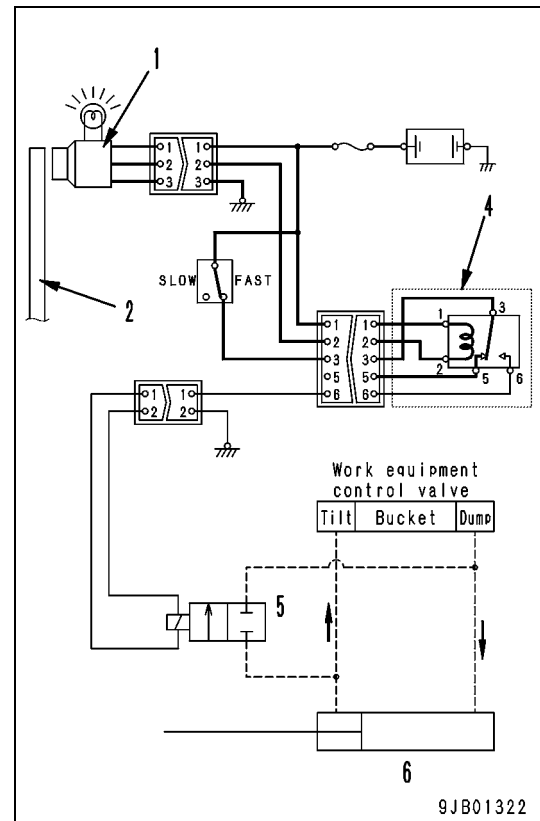 1
1 1
2 2
3 3
4
SLOW FAST
2
3
1 1 1
2 2
3 3
2
5 5 5 6
6 6
1 1
2 2
Work equipment
control valve
Tilt Bucket Dump
5
6
9JB01322